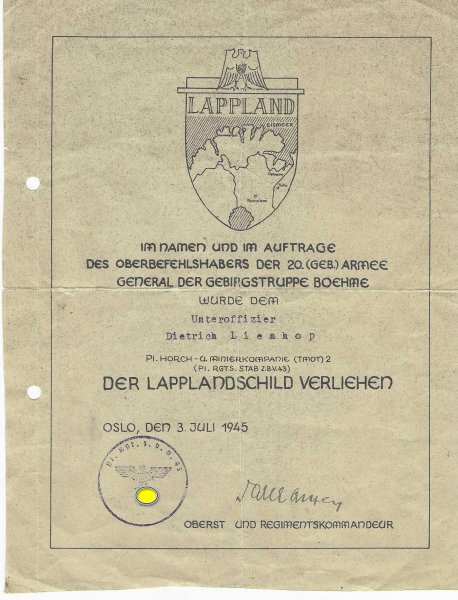 LAPPLAND
EISMEER
IM NAMEN UND IM AUFTRAGE
DES OBERBEFEHLSHABERS DER 20.(GEB.) ARMEE
GENERAL DER GEBIRGSTRUPPE BOEHME
WURDE DEM
Unteroffizier
Dietrich Lienhop
PI. HORCH- U. MINIERKOMPANIE (TMOT) 2
(PI. RGTS. STAB Z.B.V.43)
DER LAPPLANDSCHILD VERLIEHEN
OSLO, DEN 3. JULI 1945
OBERST UND REGIMENTSKOMMANDEUR